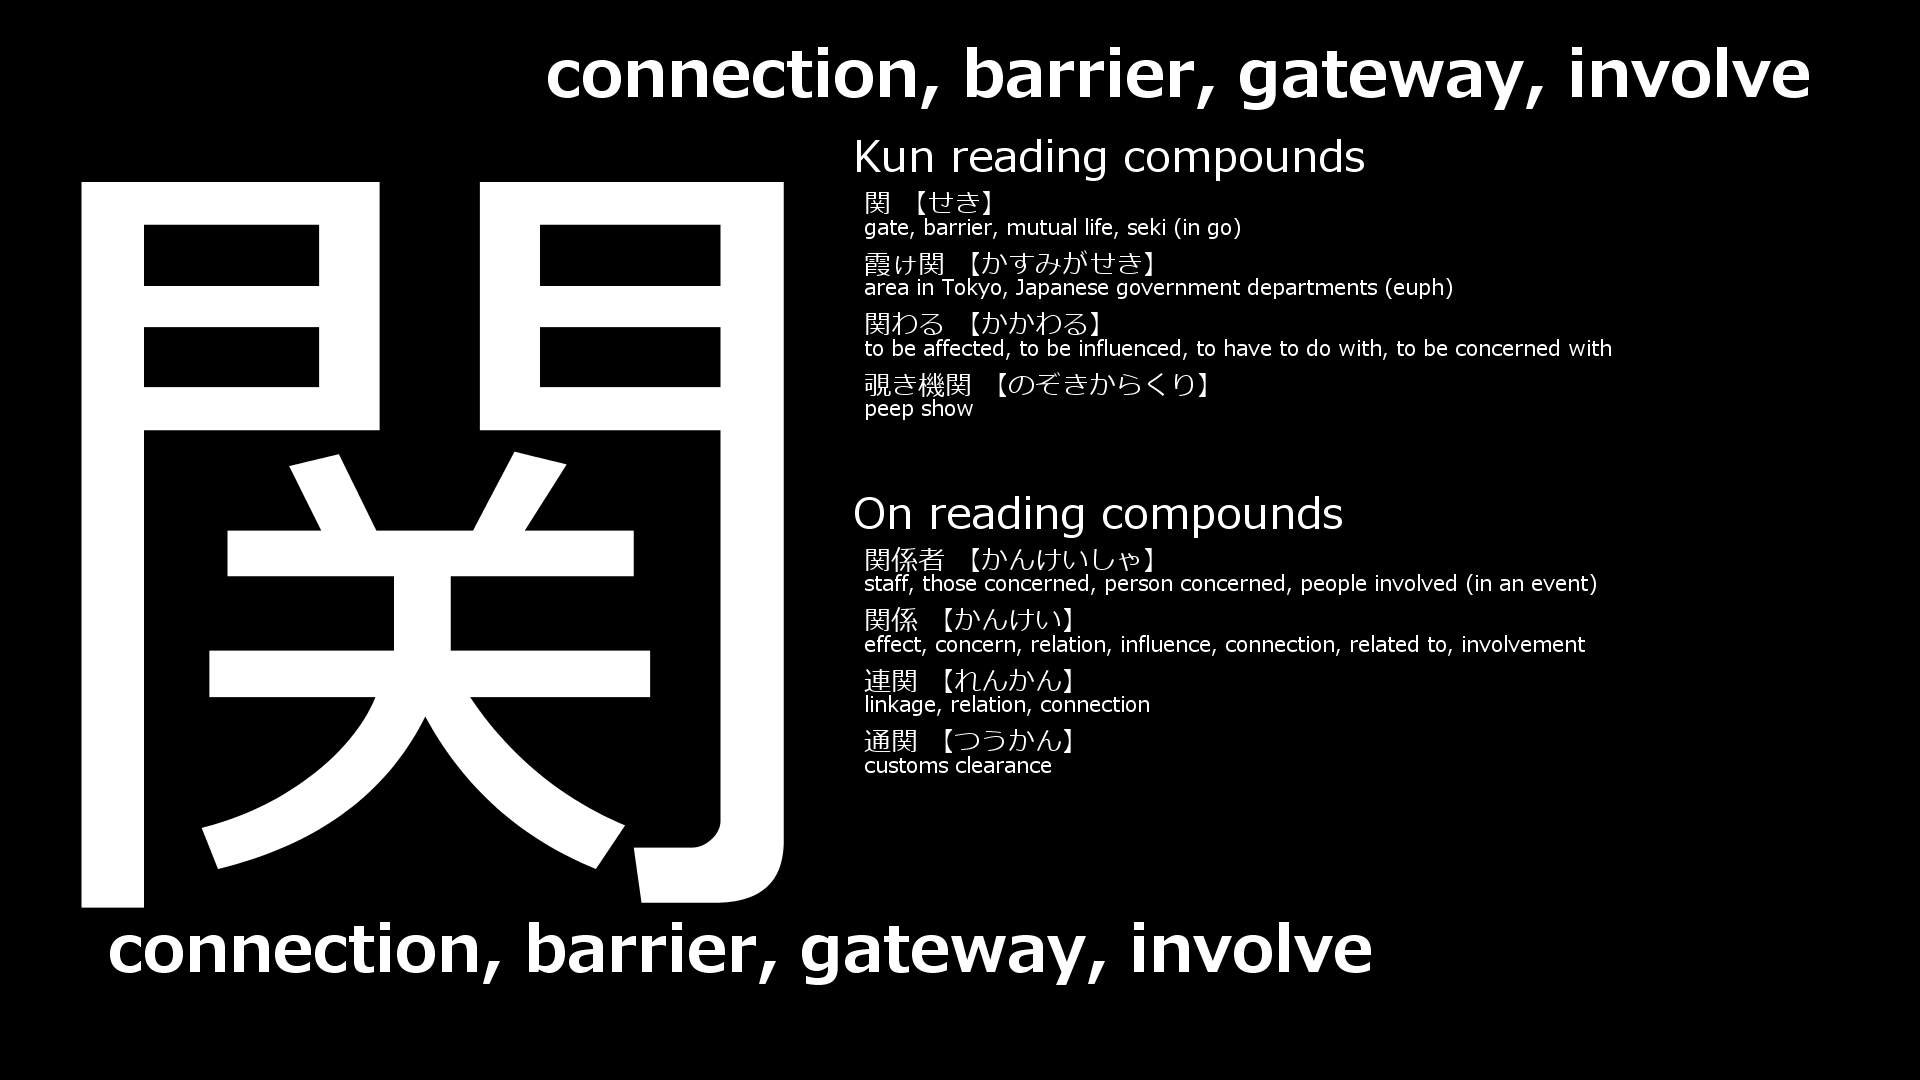 connection, barrier, gateway, involve
関
Kun reading compounds
関 【せき】
gate, barrier, mutual life, seki (in go)
霞ヶ関 【かすみがせき】
area in Tokyo, Japanese government departments (euph)
関わる 【かかわる】
to be affected, to be influenced, to have to do with, to be concerned with
覗き機関 【のぞきからくり】
peep show
On reading compounds
関係者 【かんけいしゃ】
staff, those concerned, person concerned, people involved (in an event)
関係 【かんけい】
effect, concern, relation, influence, connection, related to, involvement
連関 【れんかん】
linkage, relation, connection
通関 【つうかん】
customs clearance
connection, barrier, gateway, involve